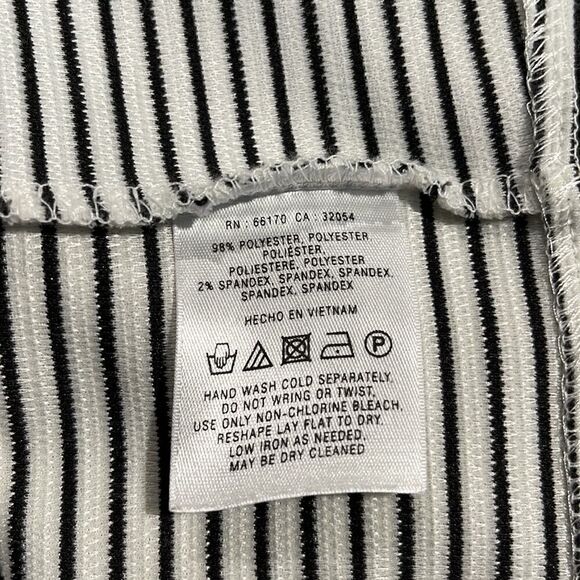 RN : 66170 CA : 32054
98% POLYESTER, POLYESTER
POLIÉSTER,
POLIESTERE, POLYESTER
2% SPANDEX, SPANDEX, SPANDEX,
SPANDEX, SPANDEX
HECHO EN VIETNAM
P
HAND WASH COLD SEPARATELY,
DO NOT WRING OR TWIST,
USE ONLY NON-CHLORINE BLEACH,
RESHAPE LAY FLAT TO DRY,
LOW IRON AS NEEDED,
MAY BE DRY CLEANED